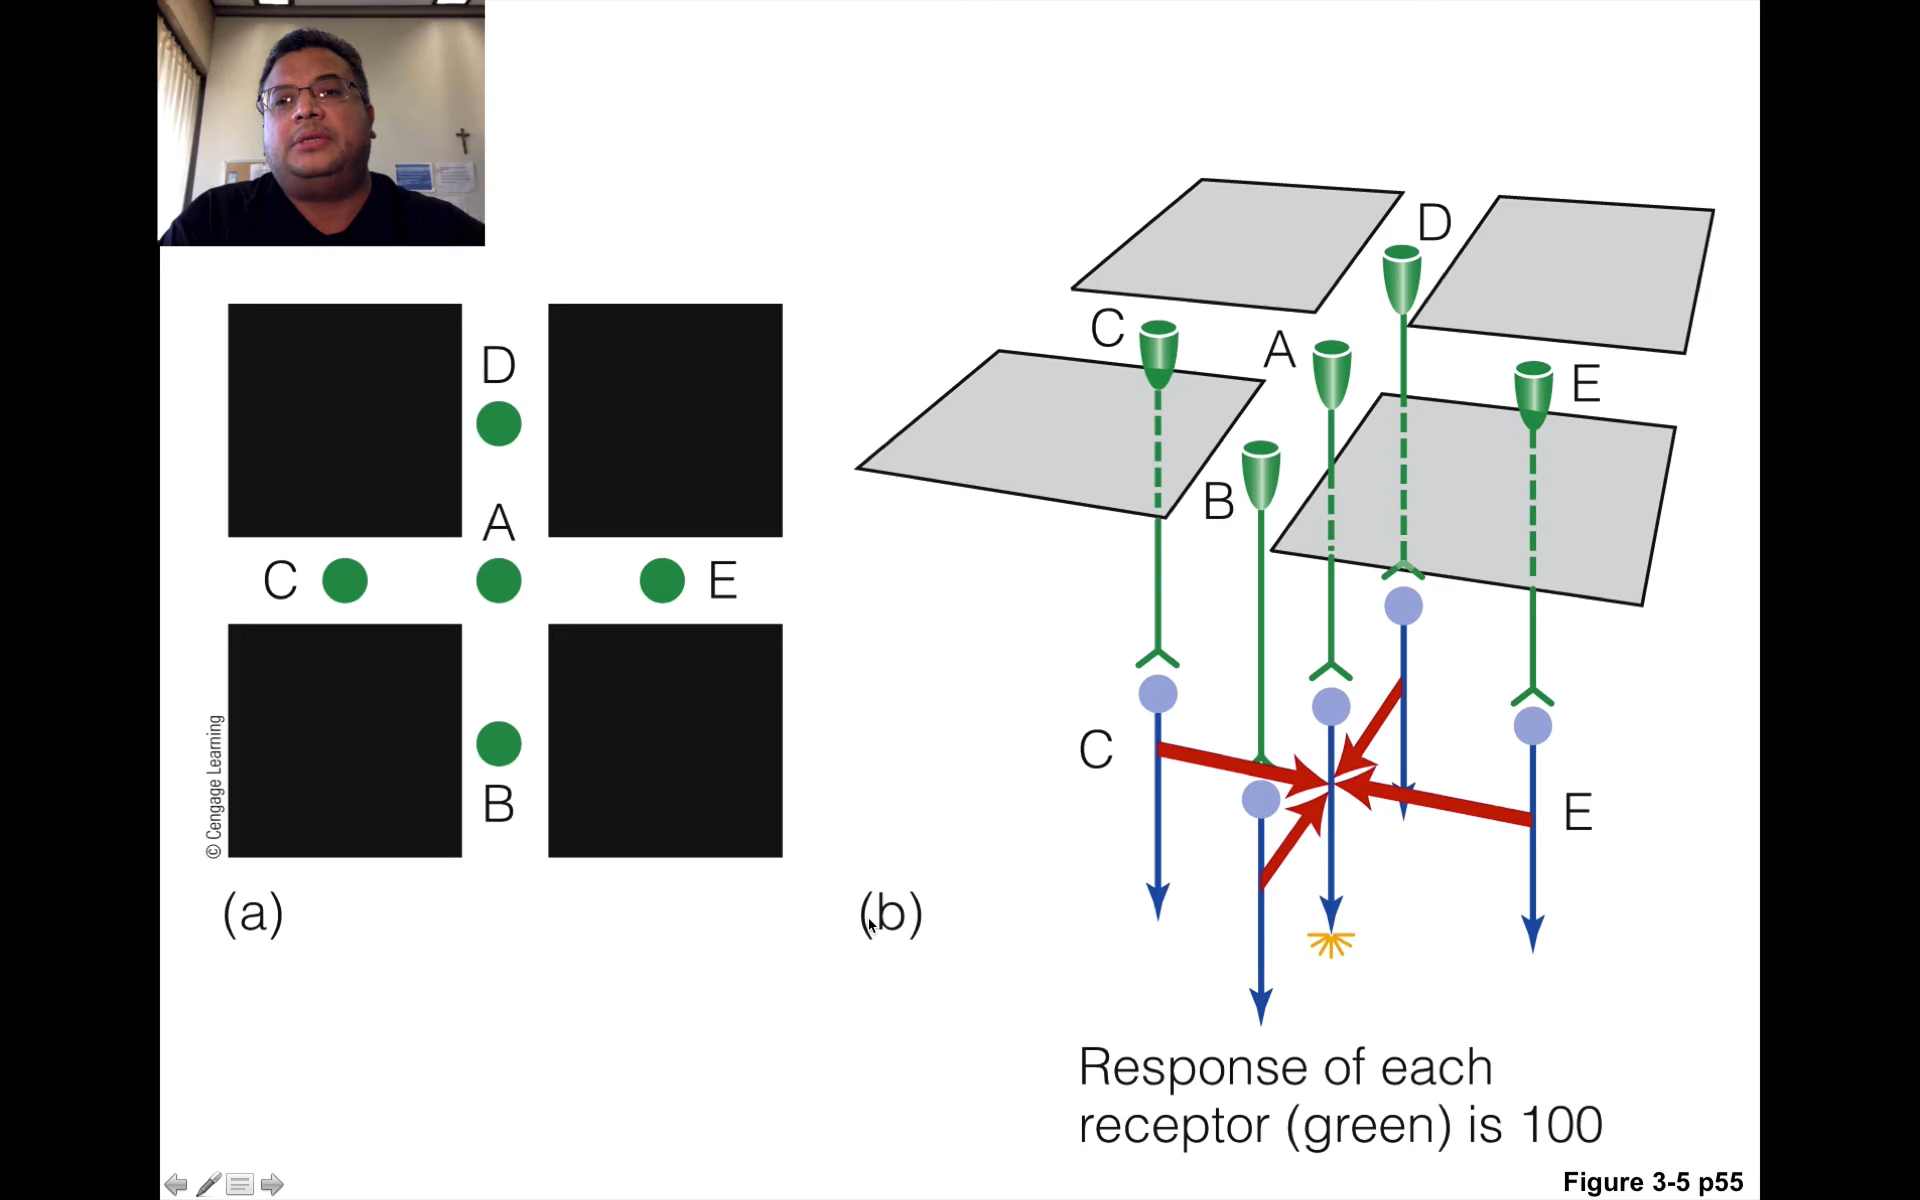 D
A
C
E
B
© Cengage Learning
(a)
D
C
A
E
B
C
E
(b)
Response of each
receptor (green) is 100
Figure 3-5 p55